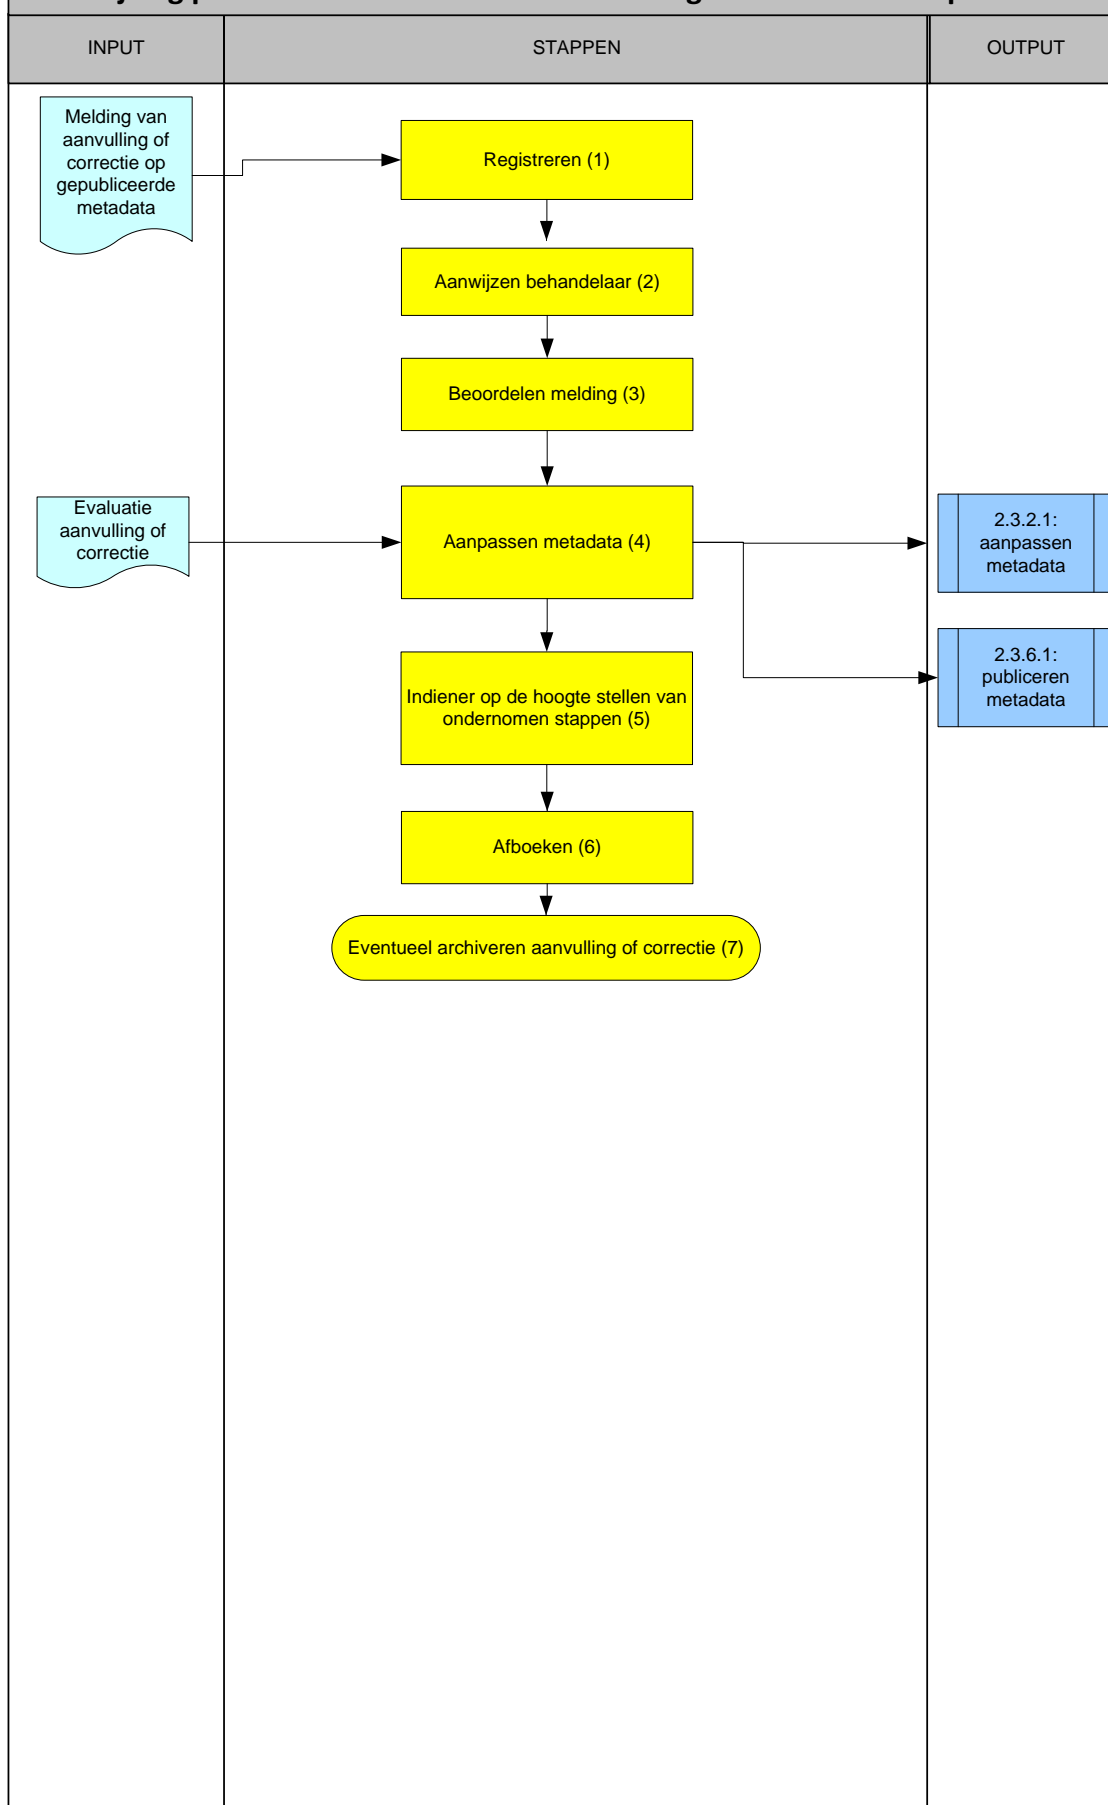 INPUT
STAPPEN
OUTPUT
Melding van
aanvulling of
correctie op
gepubliceerde
metadata
Registreren (1)
Aanwijzen behandelaar (2)
Beoordelen melding (3)
Evaluatie
aanvulling of
correctie
Aanpassen metadata (4)
2.3.2.1:
aanpassen
metadata
2.3.6.1:
publiceren
metadata
Indiener op de hoogte stellen van
ondernomen stappen (5)
Afboeken (6)
Eventueel archiveren aanvulling of correctie (7)